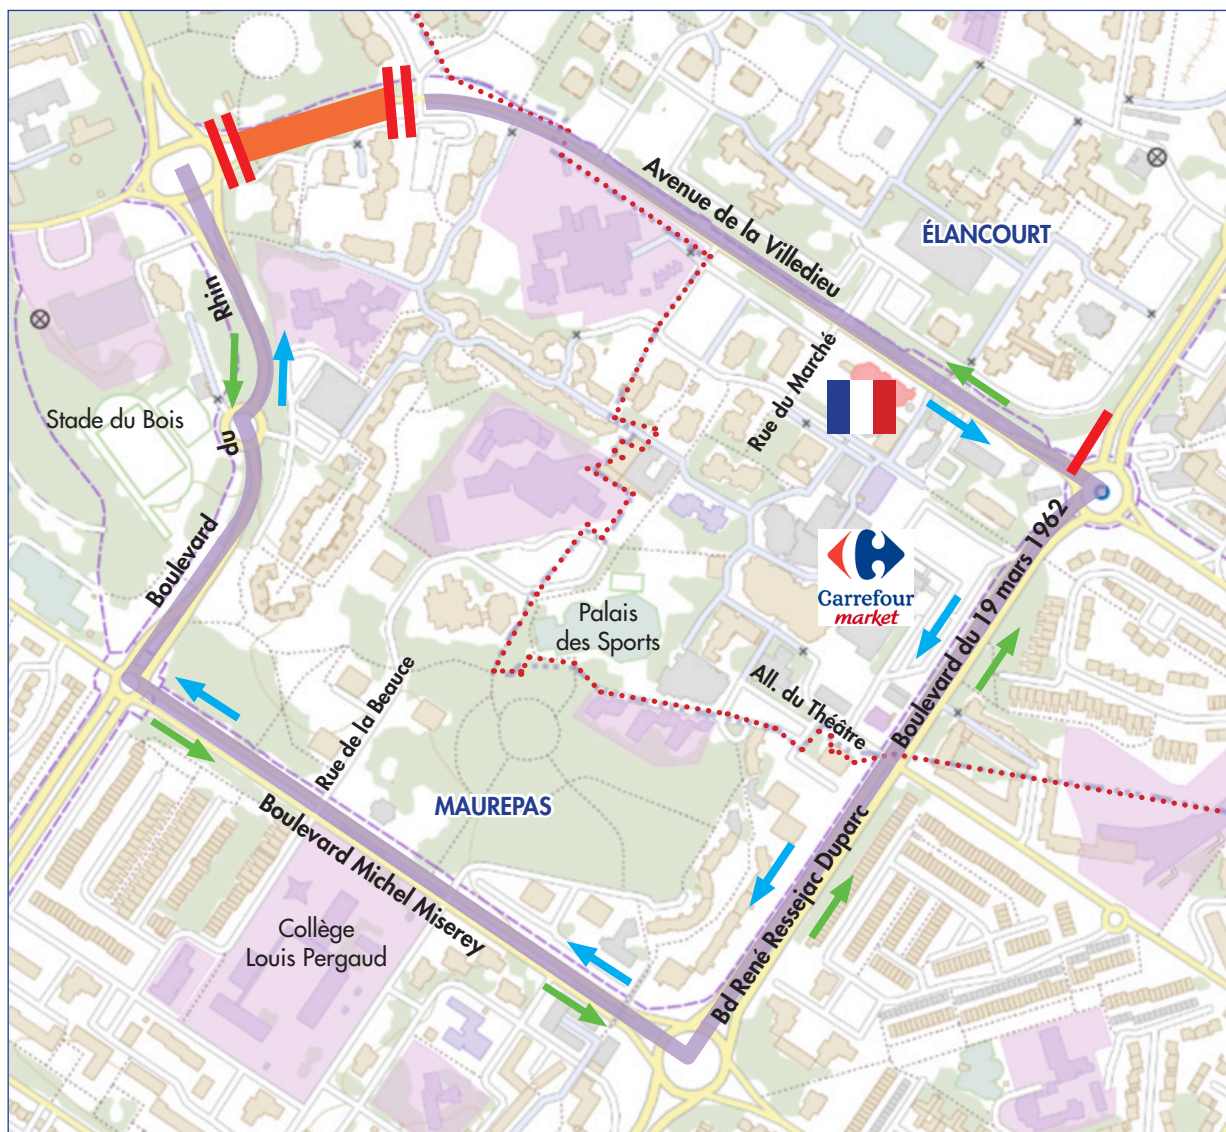 Avenue de la Villedieu
ÉLANCOURT
Rhin
du
Boulevard
Stade du Bois
Rue du Marché
Carrefour
market
Boulevard du 19 mars 1962
Palais
des Sports
All. du Théâtre
Rue de la Beauce
MAUREPAS
Boulevard Michel Miserey
Bd René Ressejac Duparc
Collège
Louis Pergaud